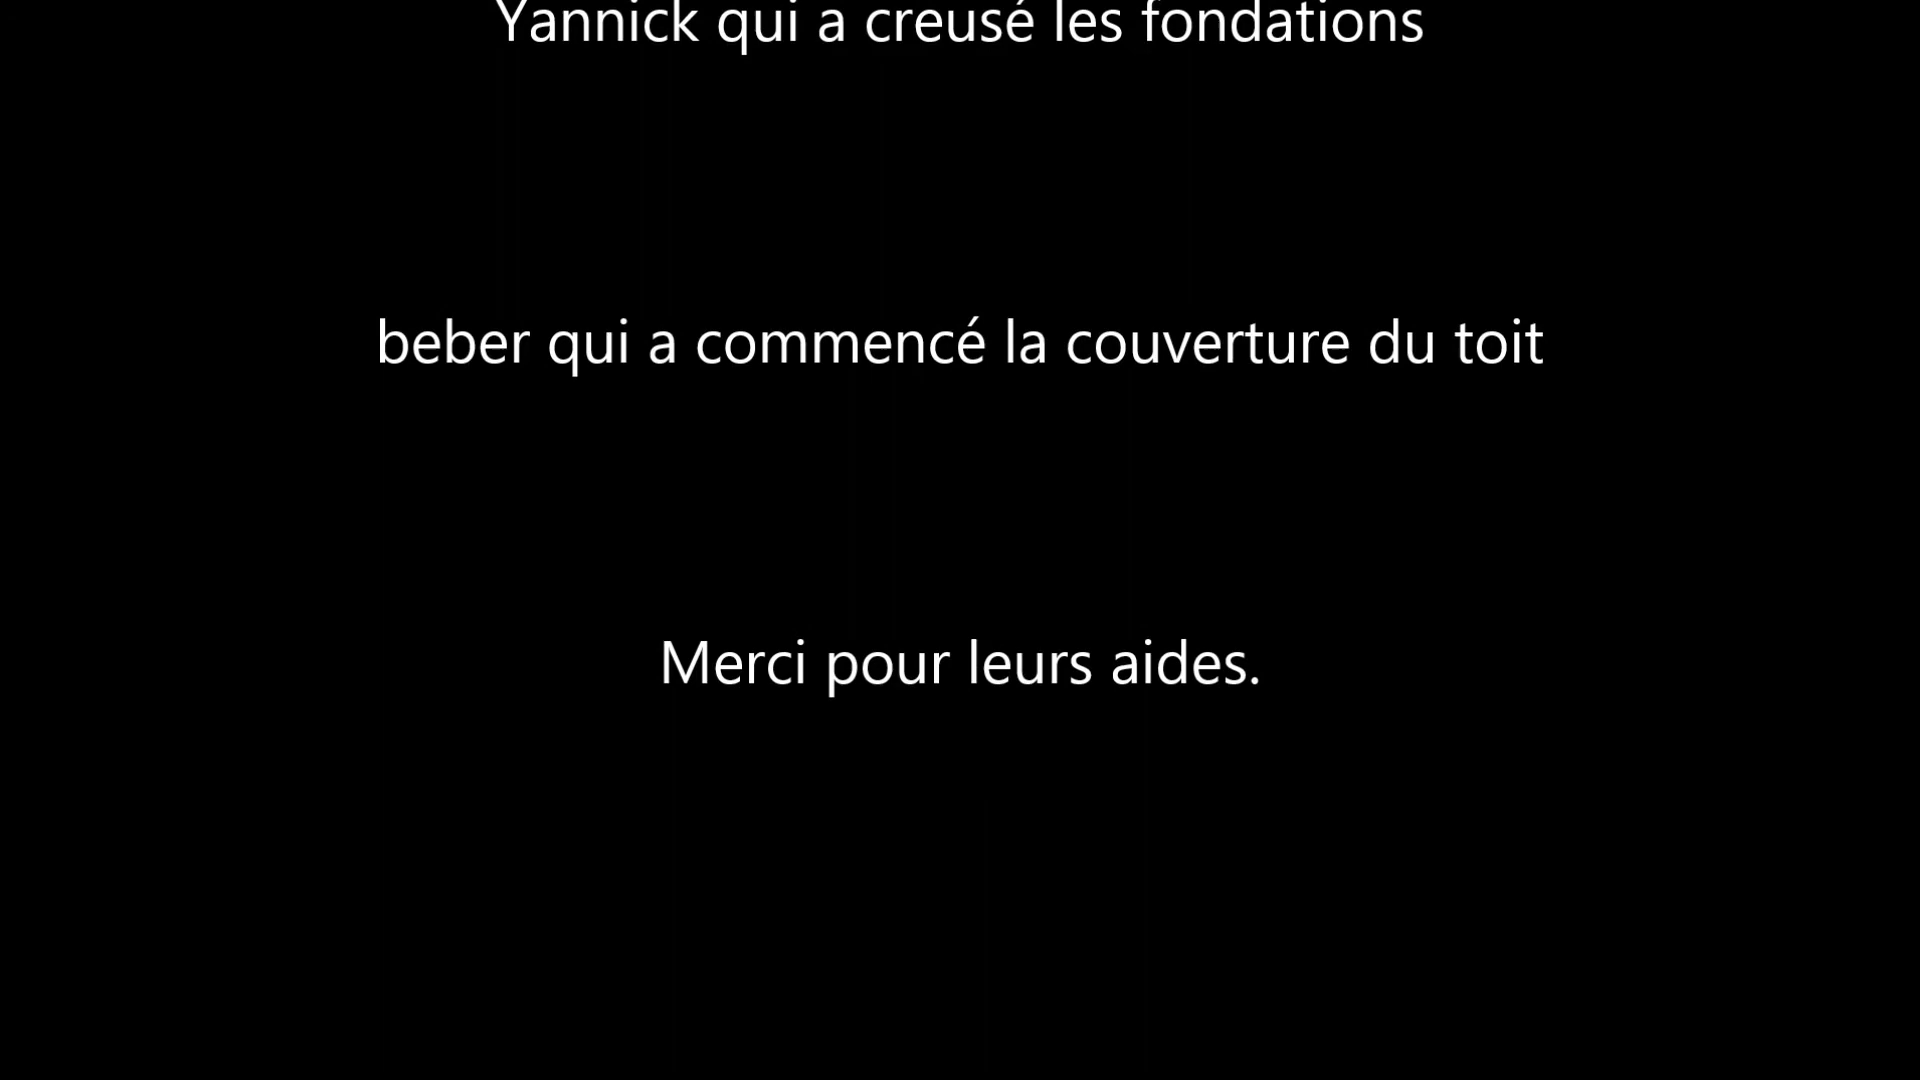 Yannick qui a creusé les fondations
beber qui a commencé la couverture du toit
Merci pour leurs aides.